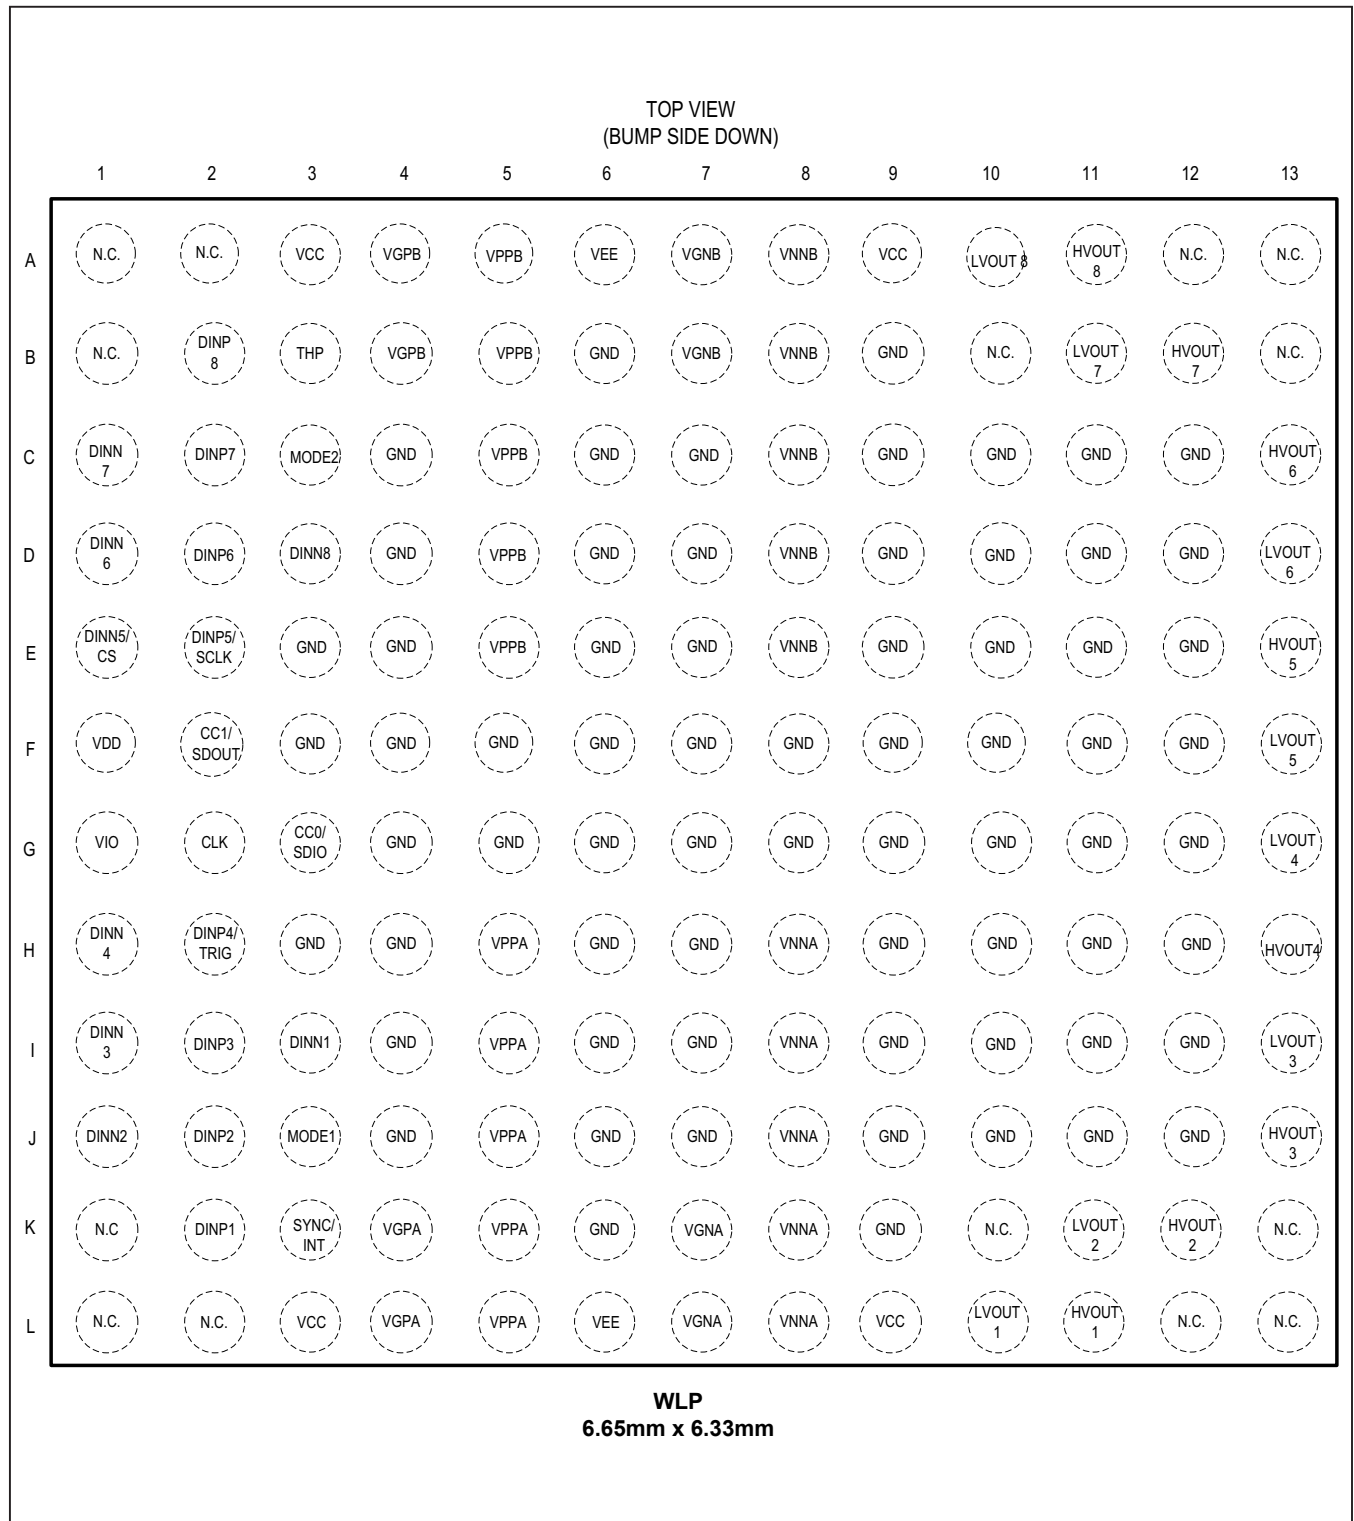 TOP VIEW
(BUMP SIDE DOWN)
1 2 3 4 5 6 7 8 9 10 11 12 13
A N.C. N.C. VCC VGPB VPPB VEE VGNB VNNB VCC LVOUT 8 HVOUT 8 N.C. N.C.
B N.C. DINP 8 THP VGPB VPPB GND VGNB VNNB GND N.C. LVOUT 7 HVOUT 7 N.C.
C DINN 7 DINP7 MODE2 GND VPPB GND GND VNNB GND GND GND GND HVOUT 6
D DINN 6 DINP6 DINN8 GND VPPB GND GND VNNB GND GND GND GND LVOUT 6
E DINN5/ CS DINP5/ SCLK GND GND VPPB GND GND VNNB GND GND GND GND HVOUT 5
F VDD CC1/ SDOUT GND GND GND GND GND GND GND GND GND GND LVOUT 5
G VIO CLK CC0/ SDIO GND GND GND GND GND GND GND GND GND LVOUT 4
H DINN 4 DINP4/ TRIG GND GND VPPA GND GND VNNA GND GND GND GND HVOUT4
I DINN 3 DINP3 DINN1 GND VPPA GND GND VNNA GND GND GND GND LVOUT 3
J DINN2 DINP2 MODE1 GND VPPA GND GND VNNA GND GND GND GND HVOUT 3
K N.C DINP1 SYNC/ INT VGPA VPPA GND VGNA VNNA GND N.C. LVOUT 2 HVOUT 2 N.C.
L N.C. N.C. VCC VGPA VPPA VEE VGNA VNNA VCC LVOUT 1 HVOUT 1 N.C. N.C.
WLP
6.65mm x 6.33mm